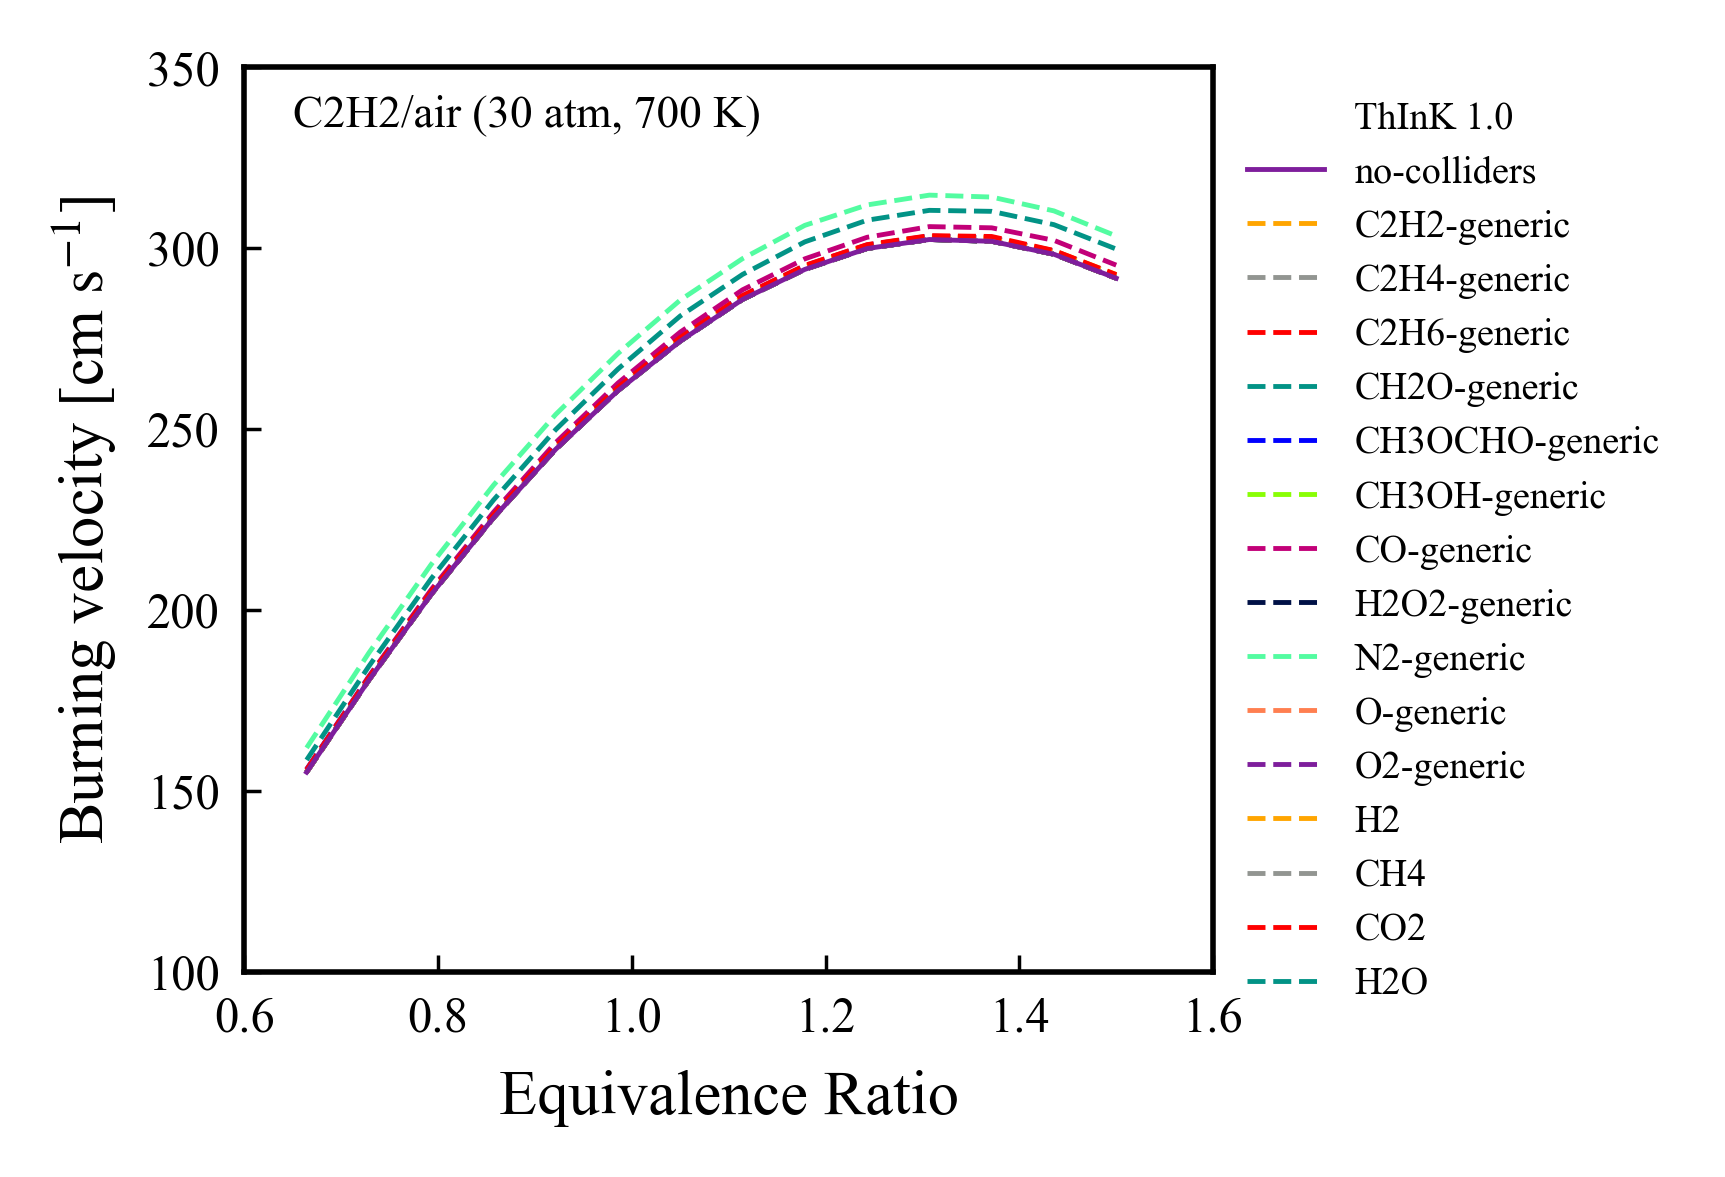 350
300
250
200
150
100
Burning velocity [cm s⁻¹]
C2H2/air (30 atm, 700 K)
0.6
0.8
1.0
1.2
1.4
1.6
Equivalence Ratio
ThInK 1.0
no-colliders
C2H2-generic
C2H4-generic
C2H6-generic
CH2O-generic
CH3OCHO-generic
CH3OH-generic
CO-generic
H2O2-generic
N2-generic
O-generic
O2-generic
H2
CH4
CO2
H2O